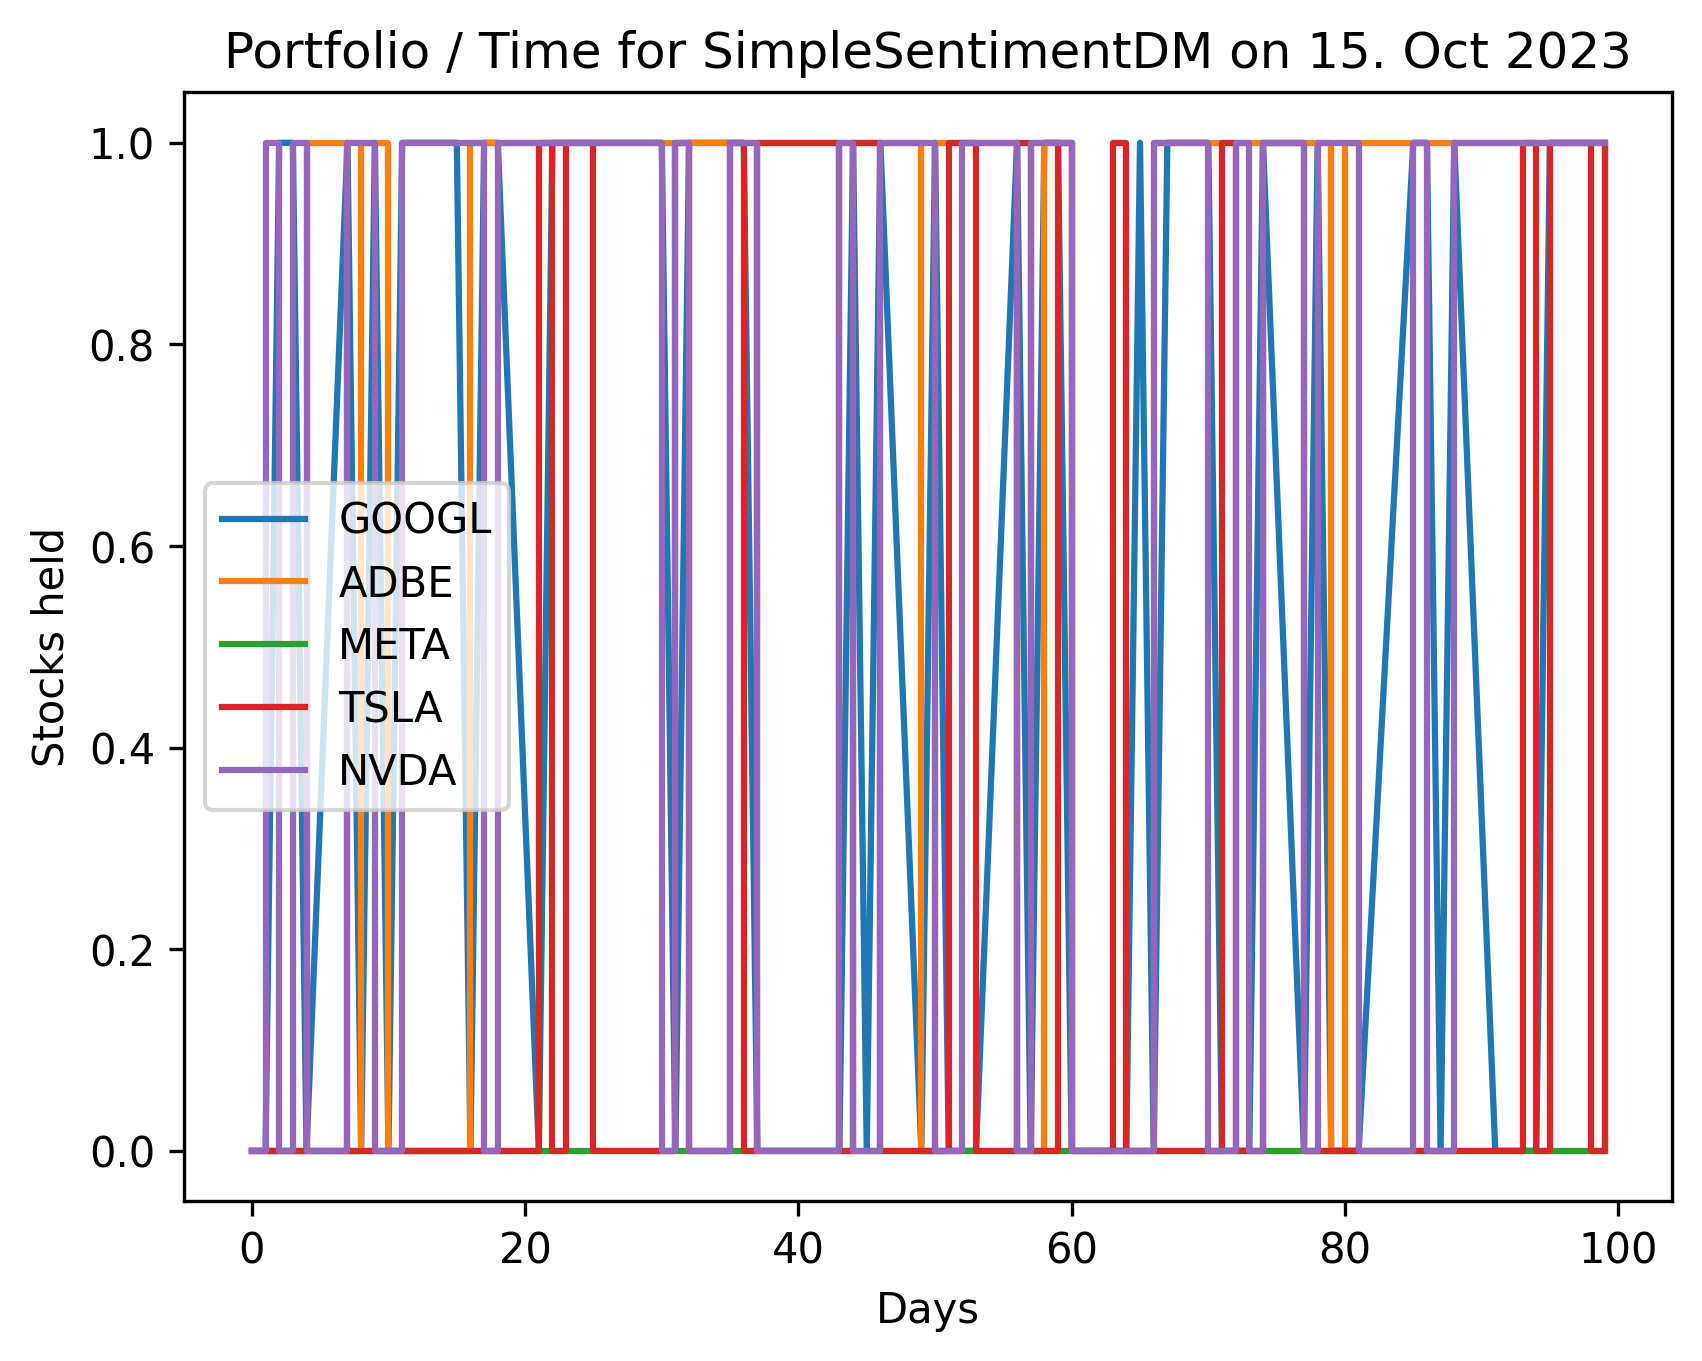 Portfolio / Time for SimpleSentimentDM on 15. Oct 2023
1.0
0.8
0.6
0.4
0.2
0.0
Stocks held
GOOGL
ADBE
META
TSLA
NVDA
0 20 40 60 80 100
Days